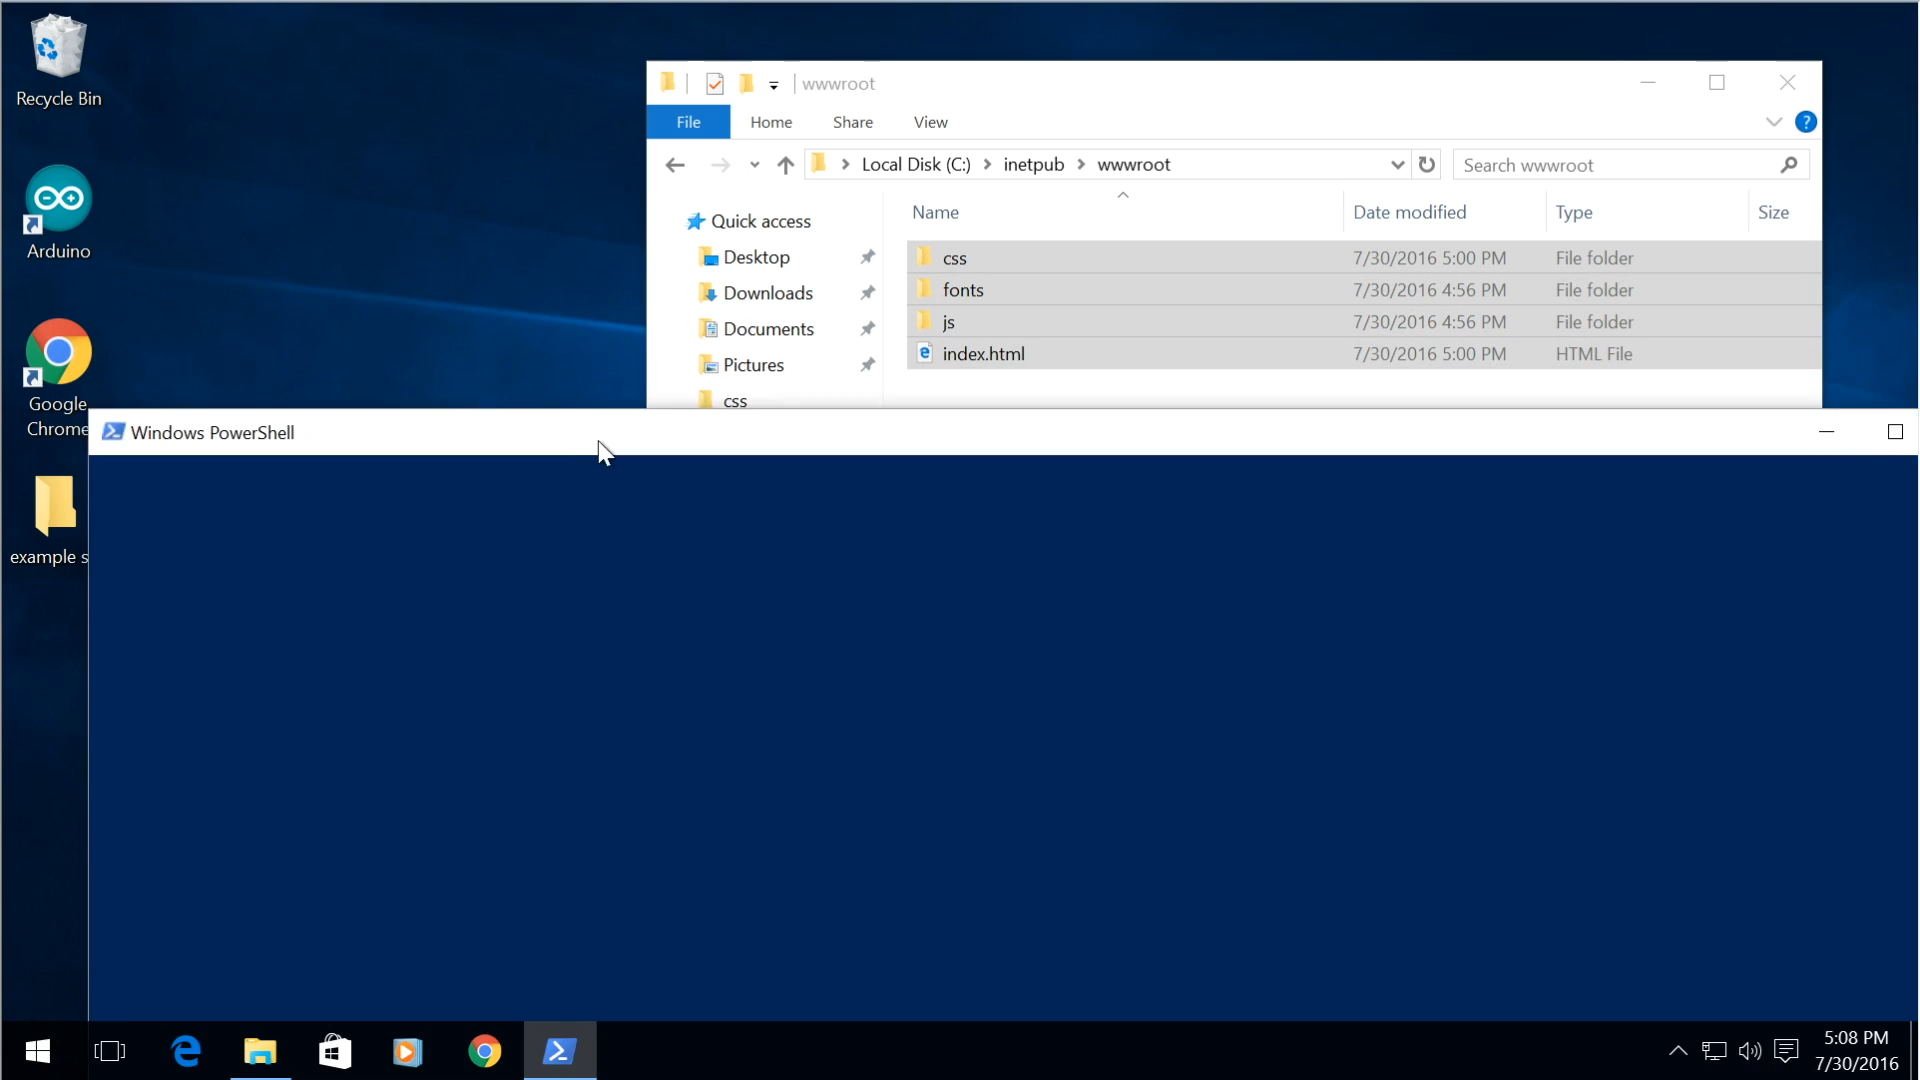 Recycle Bin
Arduino
Google
Chrome
example s
wwwroot
File Home Share View
?
Local Disk (C:) inetpub wwwroot
Search wwwroot
Name Date modified Type Size
Quick access
Desktop
Downloads
Documents
Pictures
css
css 7/30/2016 5:00 PM File folder
fonts 7/30/2016 4:56 PM File folder
js 7/30/2016 4:56 PM File folder
index.html 7/30/2016 5:00 PM HTML File
Windows PowerShell
5:08 PM
7/30/2016